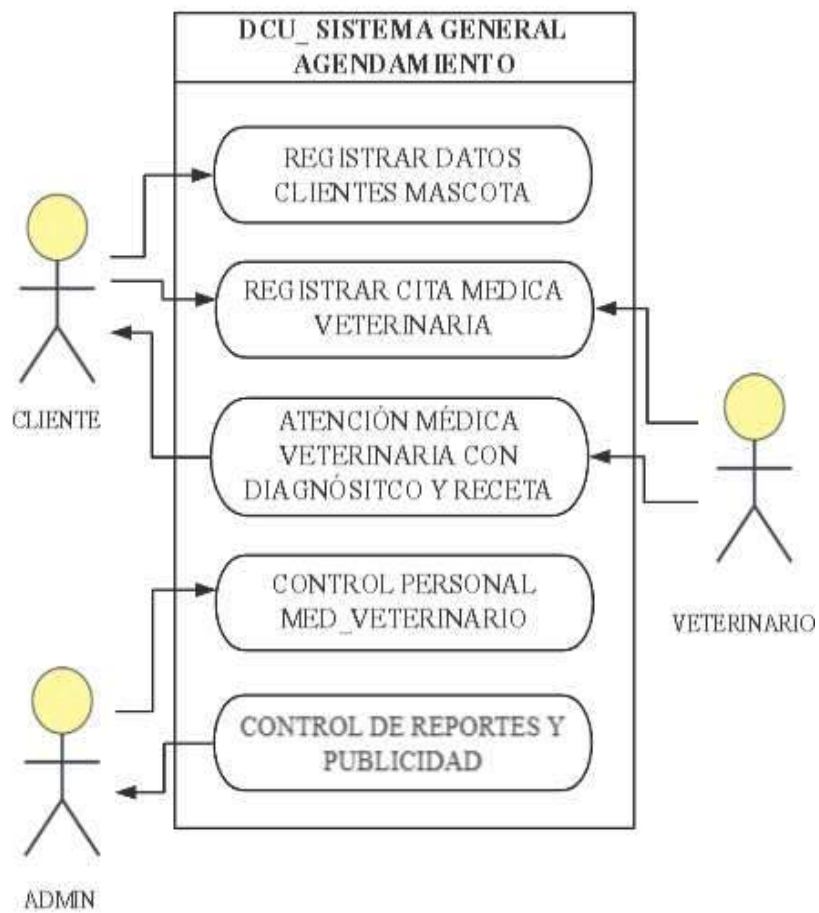 DCU_ SISTEMA GENERAL
AGENDAMIENTO
REGISTRAR DATOS
CLIENTES MASCOTA
REGISTRAR CITA MEDICA
VETERINARIA
CLIENTE
ATENCIÓN MÉDICA
VETERINARIA CON
DIAGNÓSITCO Y RECETA
CONTROL PERSONAL
MED_VETERINARIO
VETERINARIO
CONTROL DE REPORTES Y
PUBLICIDAD
ADMIN